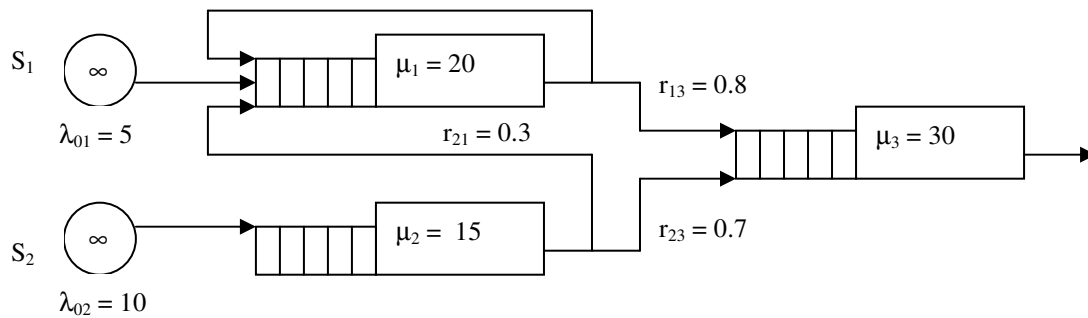 S₁
∞
λ₀₁ = 5
μ₁ = 20
r₁₃ = 0.8
r₂₁ = 0.3
μ₃ = 30
S₂
∞
λ₀₂ = 10
μ₂ = 15
r₂₃ = 0.7